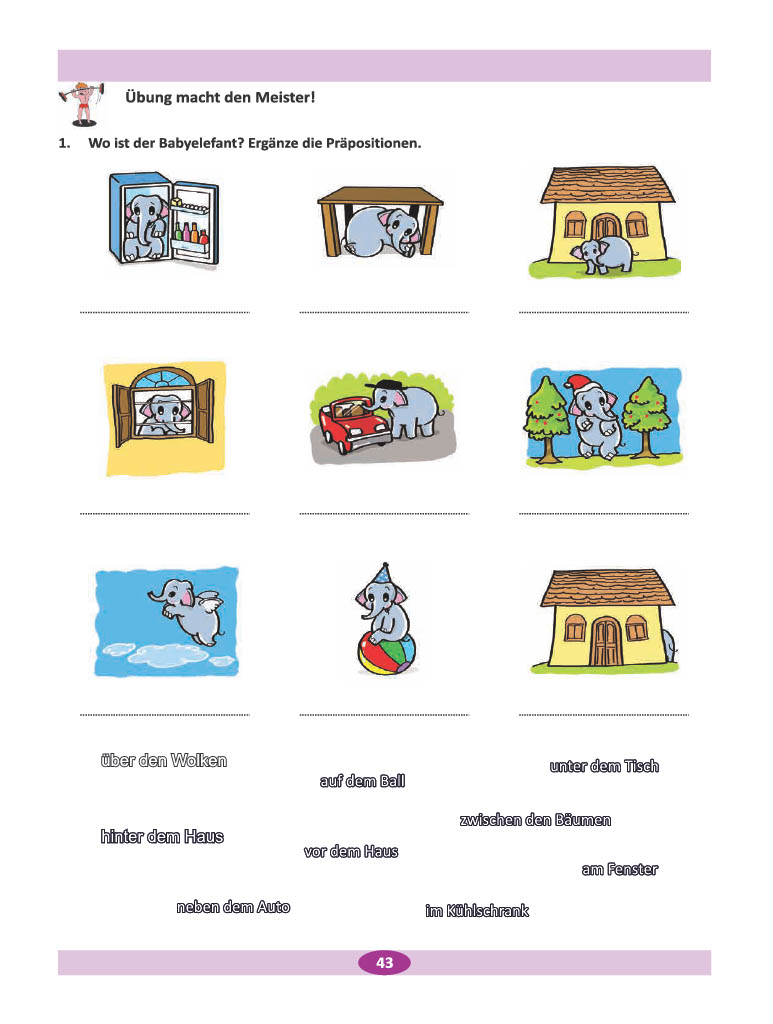 Übung macht den Meister!
1. Wo ist der Babyelefant? Ergänze die Präpositionen.
über den Wolken
unter dem Tisch
auf dem Ball
zwischen den Bäumen
hinter dem Haus
vor dem Haus
am Fenster
neben dem Auto
im Kühlschrank
43